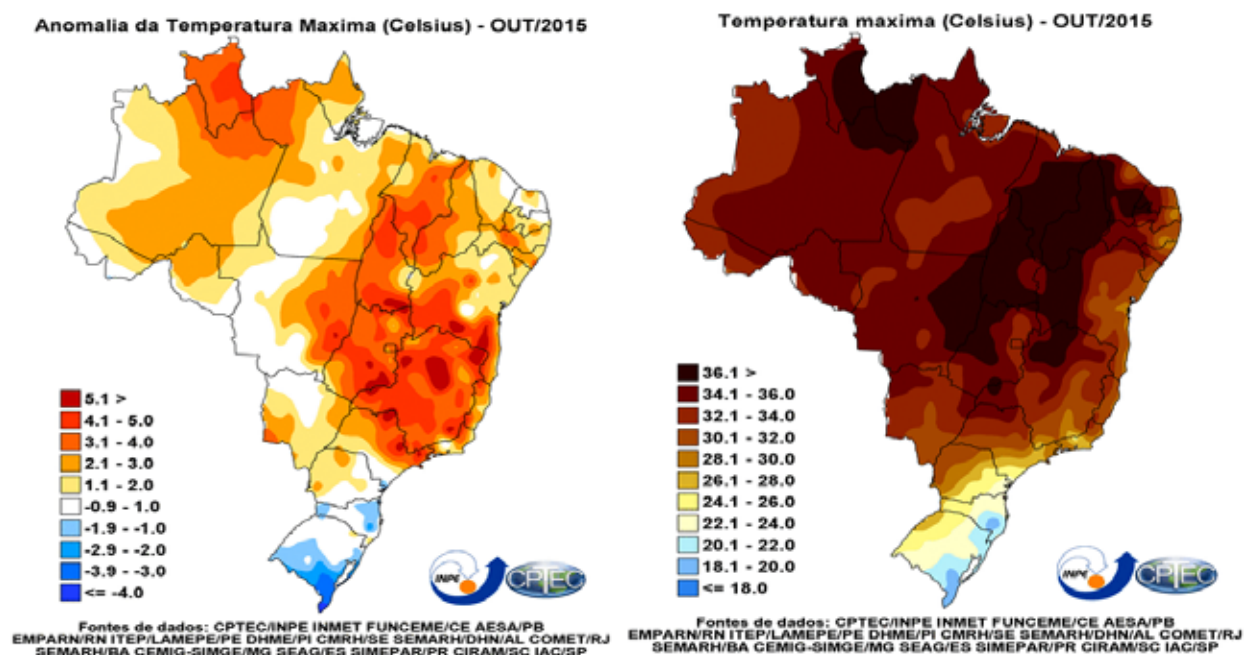 Anomalia da Temperatura Maxima (Celsius) - OUT/2015
5.1 >
4.1 - 5.0
3.1 - 4.0
2.1 - 3.0
1.1 - 2.0
-0.9 - 1.0
-1.9 - -1.0
-2.9 - -2.0
-3.9 - -3.0
<= -4.0
INPE
CPTEC
Fontes de dados: CPTEC/INPE INMET FUNCEME/CE AESA/PB
EMPARN/RN ITEP/LAMEPE/PE DHME/PI CMRH/SE SEMARH/DHN/AL COMET/RJ
SEMARH/BA CEMIG-SIMGE/MG SEAG/ES SIMEPAR/PR CIRAM/SC IAC/SP
Temperatura maxima (Celsius) - OUT/2015
36.1 >
34.1 - 36.0
32.1 - 34.0
30.1 - 32.0
28.1 - 30.0
26.1 - 28.0
24.1 - 26.0
22.1 - 24.0
20.1 - 22.0
18.1 - 20.0
<= 18.0
INPE
CPTEC
Fontes de dados: CPTEC/INPE INMET FUNCEME/CE AESA/PB
EMPARN/RN ITEP/LAMEPE/PE DHME/PI CMRH/SE SEMARH/DHN/AL COMET/RJ
SEMARH/BA CEMIG-SIMGE/MG SEAG/ES SIMEPAR/PR CIRAM/SC IAC/SP